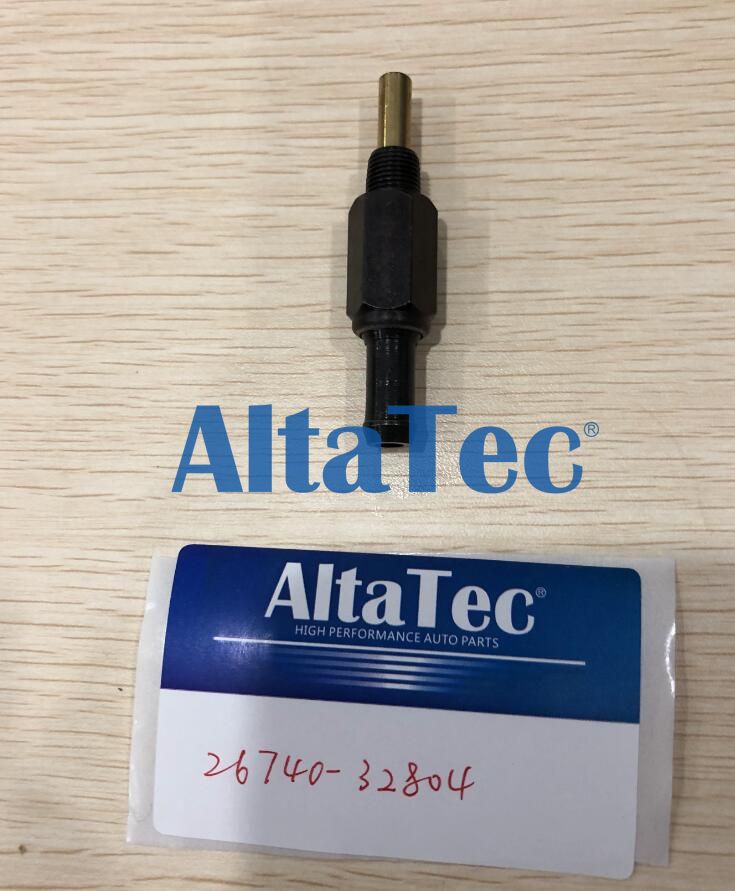 AltaTec®
AltaTec®
HIGH PERFORMANCE AUTO PARTS
26740-32804